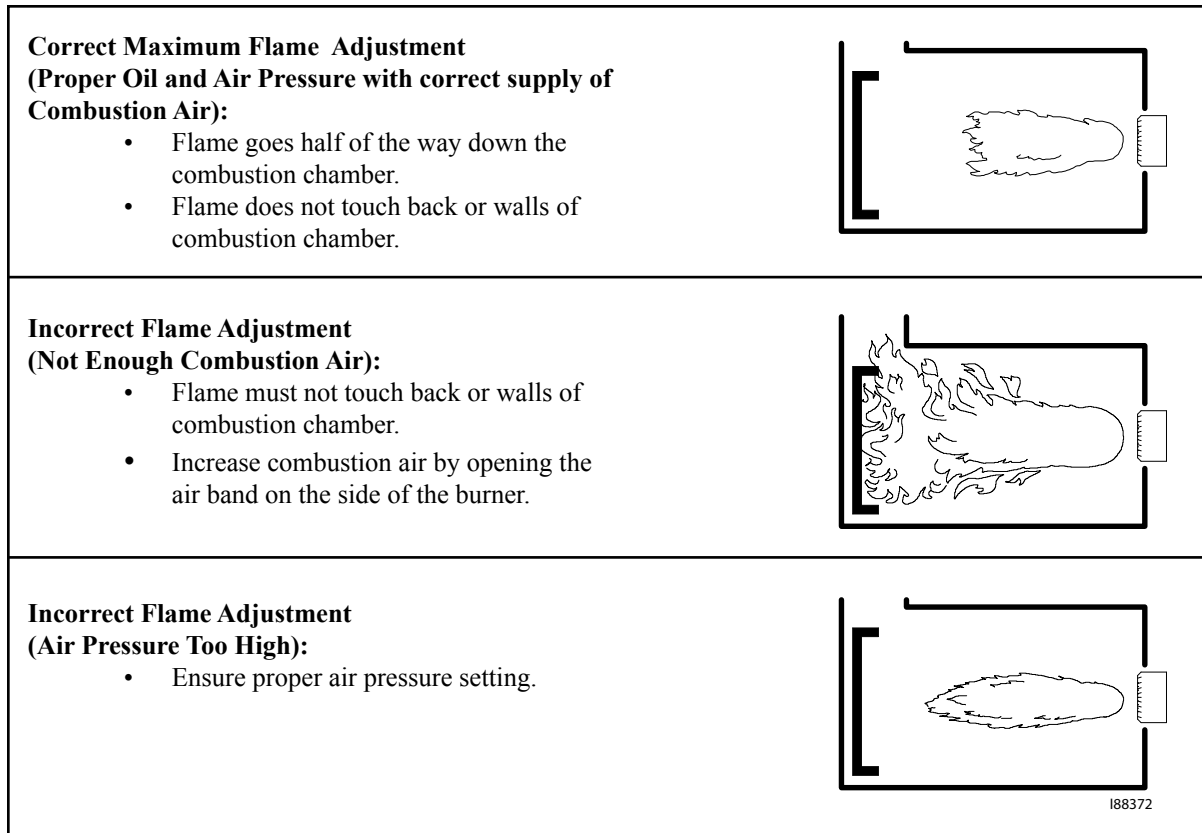 Correct Maximum Flame Adjustment
(Proper Oil and Air Pressure with correct supply of
Combustion Air):
• Flame goes half of the way down the
combustion chamber.
• Flame does not touch back or walls of
combustion chamber.
Incorrect Flame Adjustment
(Not Enough Combustion Air):
• Flame must not touch back or walls of
combustion chamber.
• Increase combustion air by opening the
air band on the side of the burner.
Incorrect Flame Adjustment
(Air Pressure Too High):
• Ensure proper air pressure setting.
I88372